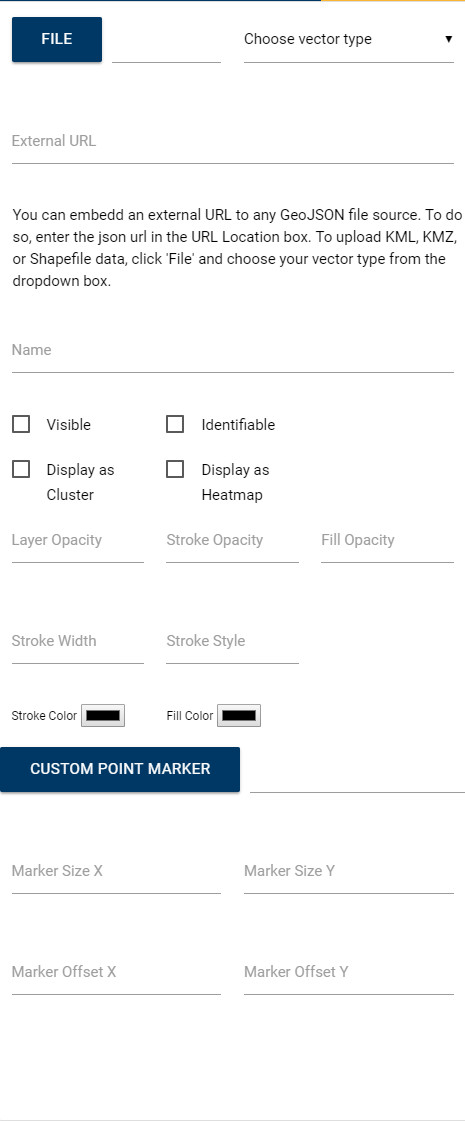 FILE
Choose vector type
External URL
You can embedd an external URL to any GeoJSON file source. To do
so, enter the json url in the URL Location box. To upload KML, KMZ,
or Shapefile data, click 'File' and choose your vector type from the
dropdown box.
Name
Visible
Identifiable
Display as
Cluster
Display as
Heatmap
Layer Opacity
Stroke Opacity
Fill Opacity
Stroke Width
Stroke Style
Stroke Color
Fill Color
CUSTOM POINT MARKER
Marker Size X
Marker Size Y
Marker Offset X
Marker Offset Y